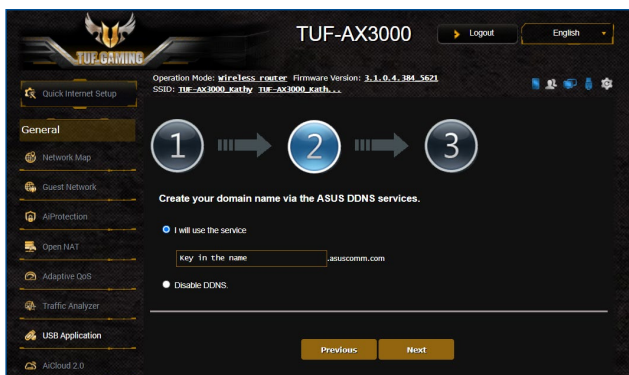 TUF GAMING
TUF-AX3000
Logout
English
Quick Internet Setup
Operation Mode: Wireless router Firmware Version: 3.1.0.4.384_5621
SSID: TUF-AX3000_Kathy TUF-AX3000_Kath...
General
Network Map
Guest Network
AiProtection
Open NAT
Adaptive QoS
Traffic Analyzer
USB Application
AiCloud 2.0
1
2
3
Create your domain name via the ASUS DDNS services.
I will use the service
Key in the name .asuscomm.com
Disable DDNS.
Previous
Next